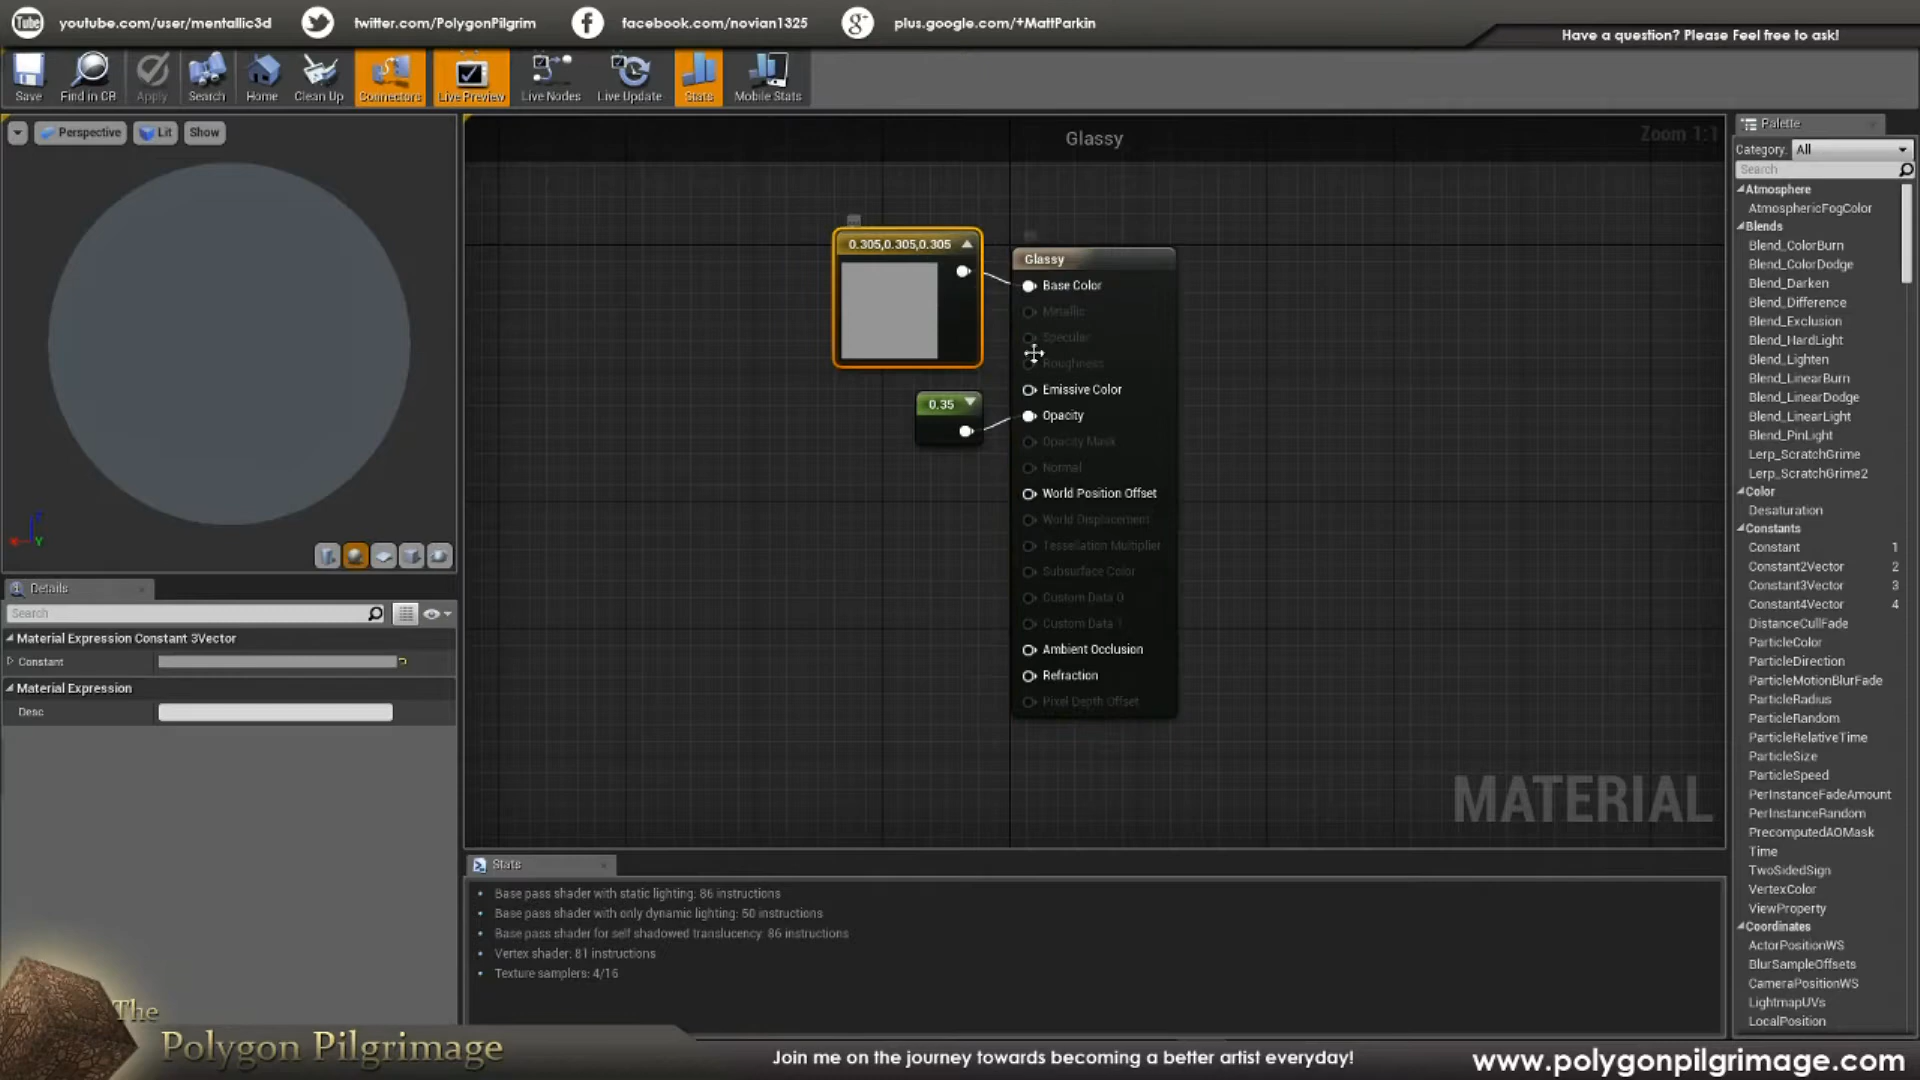 youtube.com/user/mentallic3d
twitter.com/PolygonPilgrim
facebook.com/novian1325
plus.google.com/+MattParkin
Have a question? Please Feel free to ask!
Save
Find in CB
Apply
Search
Home
Clean Up
Connectors
Live Preview
Live Nodes
Live Update
Stats
Mobile Stats
Perspective
Lit
Show
Glassy
Zoom 1:1
0.305,0.305,0.305
Glassy
Base Color
Metallic
Specular
Roughness
0.35
Emissive Color
Opacity
Opacity Mask
Normal
World Position Offset
World Displacement
Tessellation Multiplier
Subsurface Color
Custom Data 0
Custom Data 1
Ambient Occlusion
Refraction
Pixel Depth Offset
MATERIAL
Details
Search
Material Expression Constant 3Vector
Constant
Material Expression
Desc
Stats
Base pass shader with static lighting: 86 instructions
Base pass shader with only dynamic lighting: 50 instructions
Base pass shader for self shadowed translucency: 86 instructions
Vertex shader: 81 instructions
Texture samplers: 4/16
Palette
Category: All
Search
Atmosphere
AtmosphericFogColor
Blends
Blend_ColorBurn
Blend_ColorDodge
Blend_Darken
Blend_Difference
Blend_Exclusion
Blend_HardLight
Blend_Lighten
Blend_LinearBurn
Blend_LinearDodge
Blend_LinearLight
Blend_PinLight
Lerp_ScratchGrime
Lerp_ScratchGrime2
Color
Desaturation
Constants
Constant 1
Constant2Vector 2
Constant3Vector 3
Constant4Vector 4
DistanceCullFade
ParticleColor
ParticleDirection
ParticleMotionBlurFade
ParticleRadius
ParticleRandom
ParticleRelativeTime
ParticleSize
ParticleSpeed
PerInstanceFadeAmount
PerInstanceRandom
PrecomputedAOMask
Time
TwoSidedSign
VertexColor
ViewProperty
Coordinates
ActorPositionWS
BlurSampleOffsets
CameraPositionWS
LightmapUVs
LocalPosition
The
Polygon Pilgrimage
Join me on the journey towards becoming a better artist everyday!
www.polygonpilgrimage.com